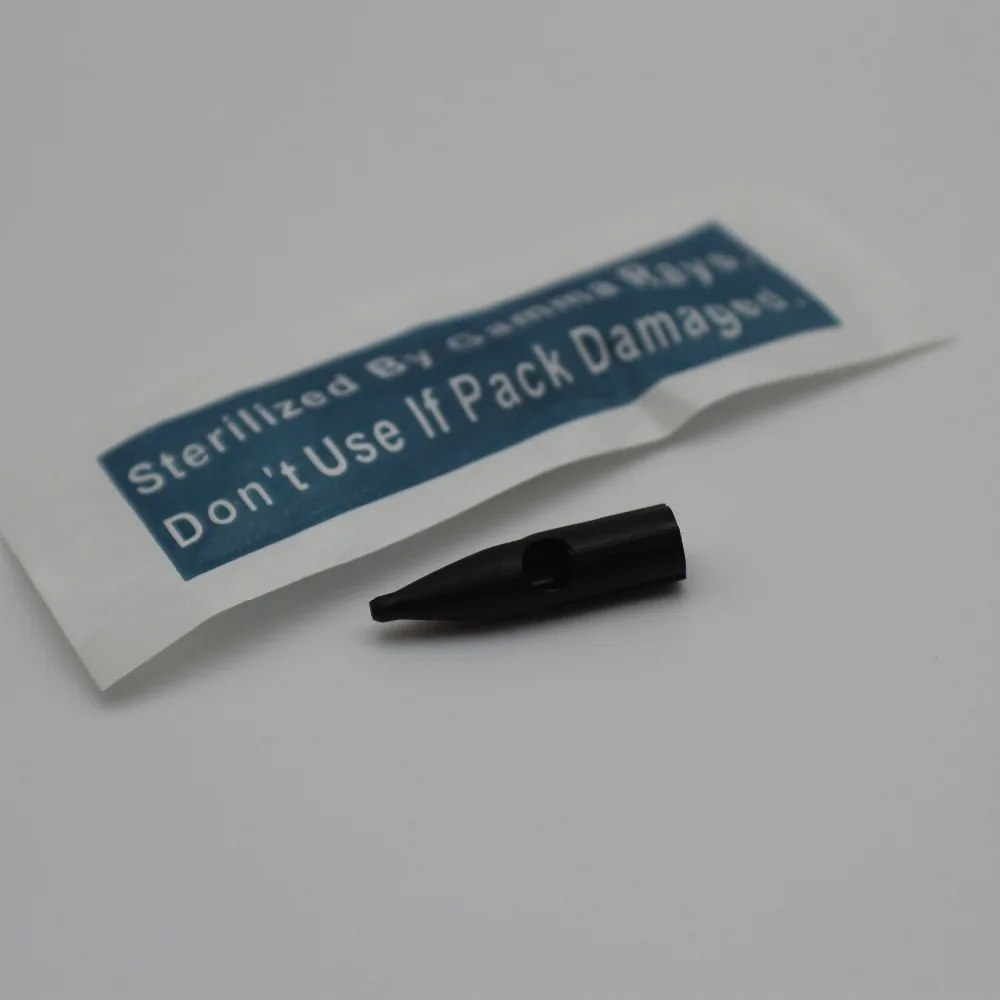 Sterilized By Gamma Rays.
Don't Use If Pack Damaged.